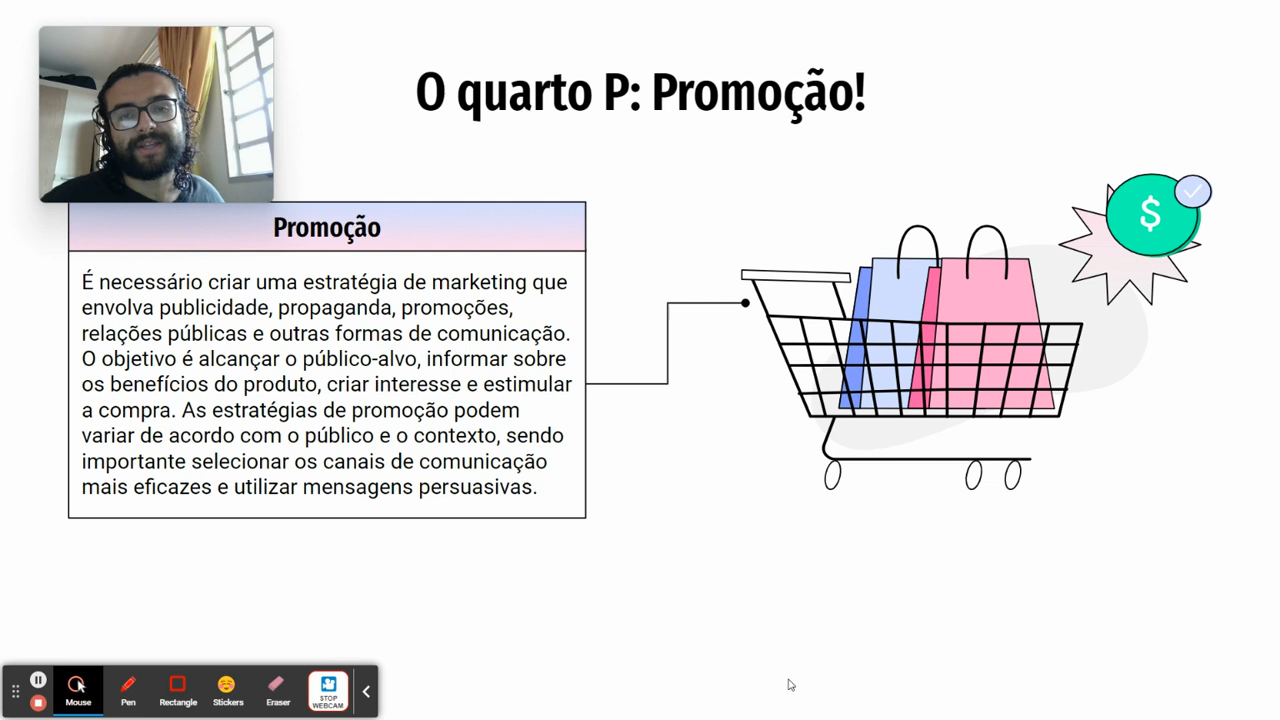 O quarto P: Promoção!
Promoção
É necessário criar uma estratégia de marketing que
envolva publicidade, propaganda, promoções,
relações públicas e outras formas de comunicação.
O objetivo é alcançar o público-alvo, informar sobre
os benefícios do produto, criar interesse e estimular
a compra. As estratégias de promoção podem
variar de acordo com o público e o contexto, sendo
importante selecionar os canais de comunicação
mais eficazes e utilizar mensagens persuasivas.
$
Mouse
Pen
Rectangle
Stickers
Eraser
STOP
WEBCAM